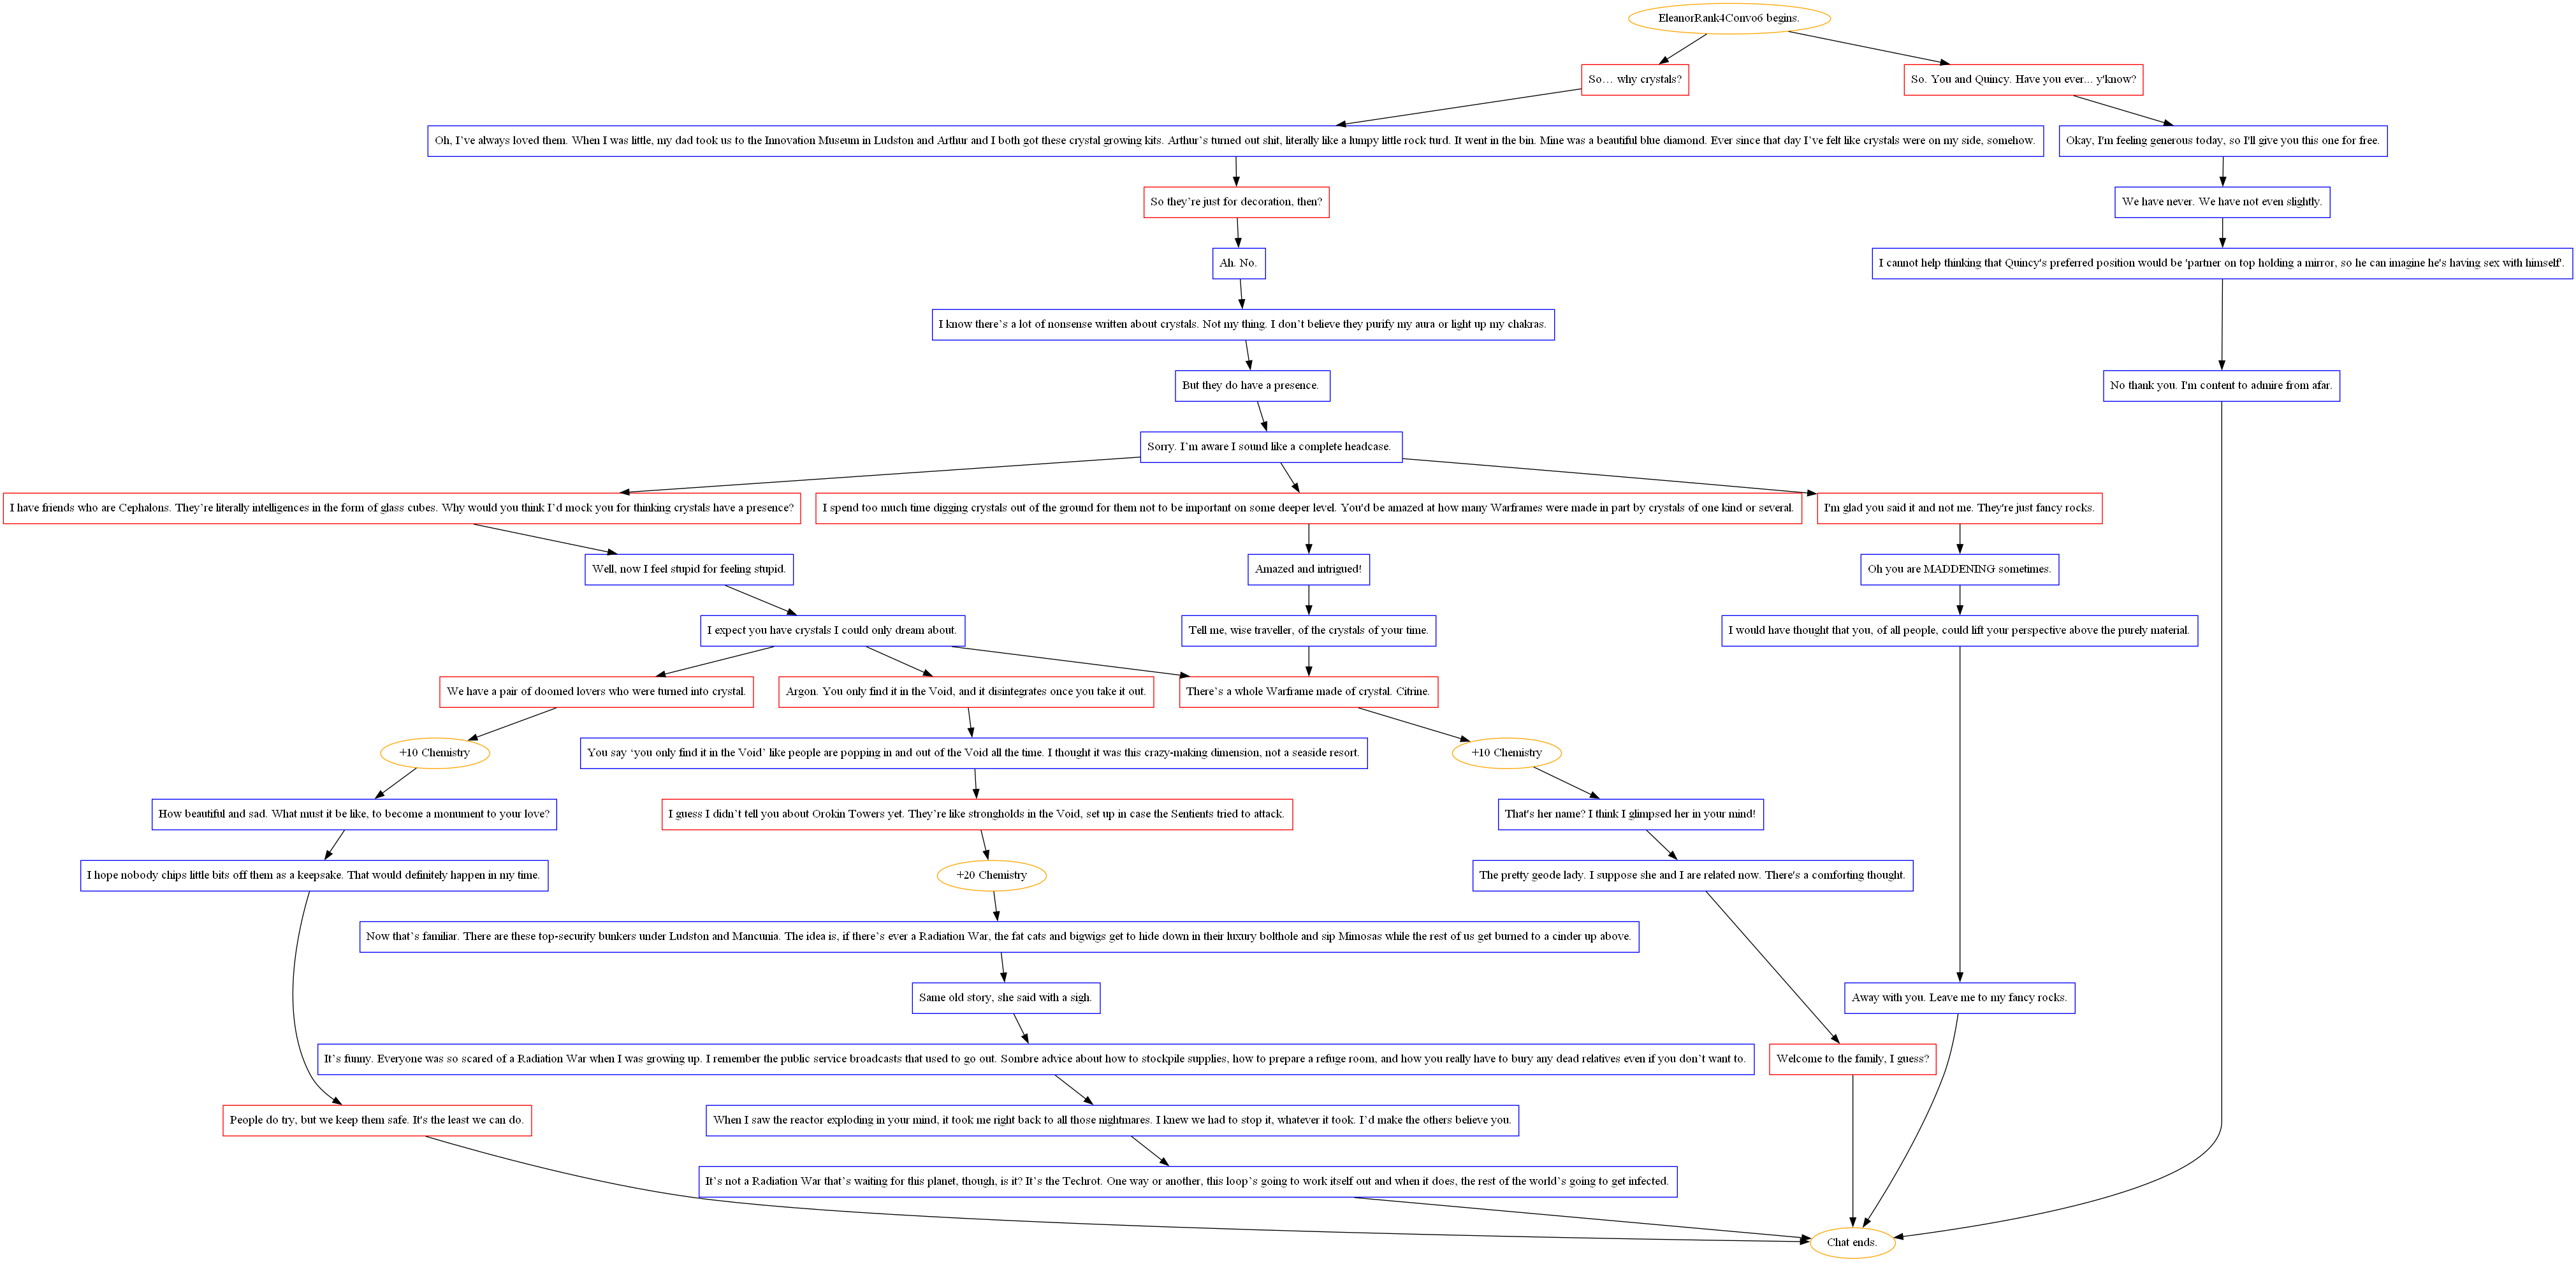 EleanorRank4Convo6 begins.
So… why crystals?
So. You and Quincy. Have you ever... y'know?
Oh, I’ve always loved them. When I was little, my dad took us to the Innovation Museum in Ludston and Arthur and I both got these crystal growing kits. Arthur’s turned out shit, literally like a lumpy little rock turd. It went in the bin. Mine was a beautiful blue diamond. Ever since that day I’ve felt like crystals were on my side, somehow.
Okay, I'm feeling generous today, so I'll give you this one for free.
So they’re just for decoration, then?
We have never. We have not even slightly.
Ah. No.
I cannot help thinking that Quincy's preferred position would be 'partner on top holding a mirror, so he can imagine he's having sex with himself'.
I know there’s a lot of nonsense written about crystals. Not my thing. I don’t believe they purify my aura or light up my chakras.
But they do have a presence.
No thank you. I'm content to admire from afar.
Sorry. I’m aware I sound like a complete headcase.
I have friends who are Cephalons. They’re literally intelligences in the form of glass cubes. Why would you think I’d mock you for thinking crystals have a presence?
I spend too much time digging crystals out of the ground for them not to be important on some deeper level. You'd be amazed at how many Warframes were made in part by crystals of one kind or several.
I'm glad you said it and not me. They're just fancy rocks.
Well, now I feel stupid for feeling stupid.
Amazed and intrigued!
Oh you are MADDENING sometimes.
I expect you have crystals I could only dream about.
Tell me, wise traveller, of the crystals of your time.
I would have thought that you, of all people, could lift your perspective above the purely material.
We have a pair of doomed lovers who were turned into crystal.
Argon. You only find it in the Void, and it disintegrates once you take it out.
There’s a whole Warframe made of crystal. Citrine.
+10 Chemistry
You say ‘you only find it in the Void’ like people are popping in and out of the Void all the time. I thought it was this crazy-making dimension, not a seaside resort.
+10 Chemistry
How beautiful and sad. What must it be like, to become a monument to your love?
I guess I didn’t tell you about Orokin Towers yet. They’re like strongholds in the Void, set up in case the Sentients tried to attack.
That's her name? I think I glimpsed her in your mind!
I hope nobody chips little bits off them as a keepsake. That would definitely happen in my time.
+20 Chemistry
The pretty geode lady. I suppose she and I are related now. There's a comforting thought.
Now that’s familiar. There are these top-security bunkers under Ludston and Mancunia. The idea is, if there’s ever a Radiation War, the fat cats and bigwigs get to hide down in their luxury bolthole and sip Mimosas while the rest of us get burned to a cinder up above.
Same old story, she said with a sigh.
Away with you. Leave me to my fancy rocks.
It’s funny. Everyone was so scared of a Radiation War when I was growing up. I remember the public service broadcasts that used to go out. Sombre advice about how to stockpile supplies, how to prepare a refuge room, and how you really have to bury any dead relatives even if you don’t want to.
Welcome to the family, I guess?
People do try, but we keep them safe. It's the least we can do.
When I saw the reactor exploding in your mind, it took me right back to all those nightmares. I knew we had to stop it, whatever it took. I’d make the others believe you.
It’s not a Radiation War that’s waiting for this planet, though, is it? It’s the Techrot. One way or another, this loop’s going to work itself out and when it does, the rest of the world’s going to get infected.
Chat ends.